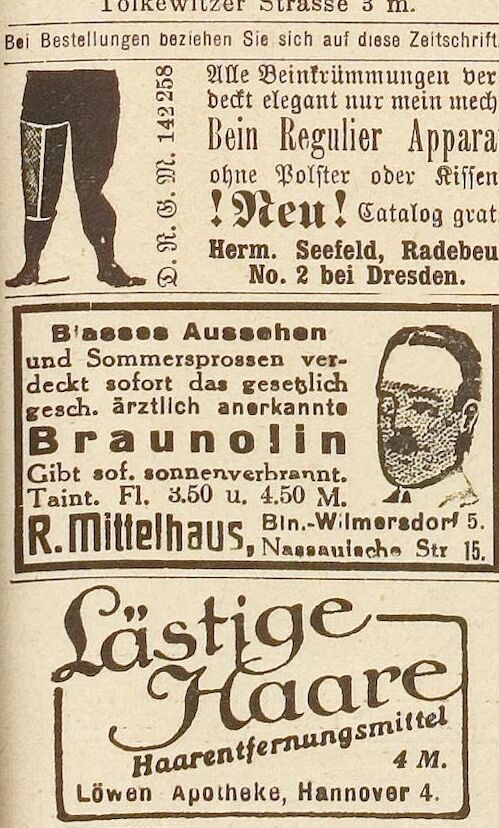 Tolkewitzer Strasse 3 m.
Bei Bestellungen beziehen Sie sich auf diese Zeitschrift
D. R. G. M. 142 258
Alle Beinkrümmungen ver
deckt elegant nur mein mech
Bein Regulier Appara
ohne Polster oder Kissen
!Neu! Catalog grat
Herm. Seefeld, Radebeu
No. 2 bei Dresden.
Blasses Aussehen
und Sommersprossen ver-
deckt sofort das gesetzlich
gesch. ärztlich anerkannte
Braunolin
Gibt sof. sonnenverbrannt.
Taint. Fl. 3.50 u. 4.50 M.
R. Mittelhaus, Bln.-Wilmersdorf 5.
Nassauische Str 15.
Lästige
Haare
Haarentfernungsmittel
4 M.
Löwen Apotheke, Hannover 4.